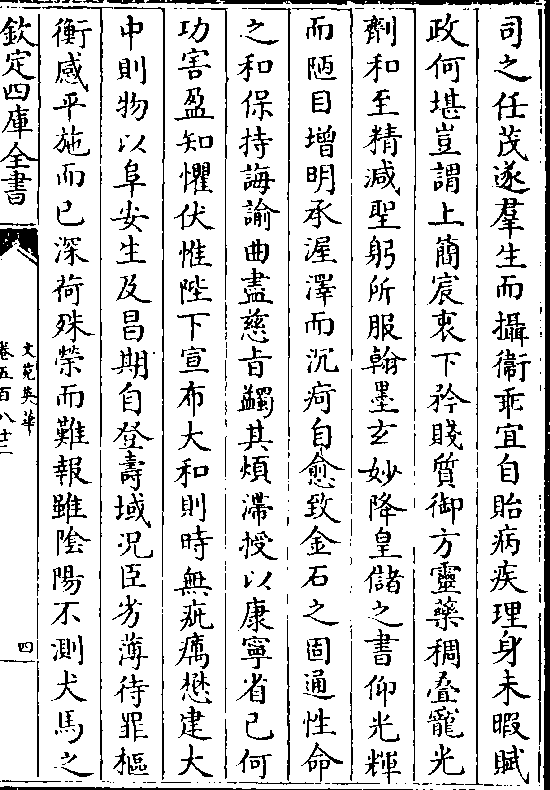 司之任茂遂羣生而攝衞乖宜自貽病疾理身未暇賦
政何堪豈謂上簡宸衷下矜賤質御方靈藥稠疊寵光
劑和至精減聖躬所服翰墨玄妙降皇儲之書仰光輝
而陋目增明承渥澤而沉疴自愈致金石之固通性命
之和保持誨諭曲盡慈旨蠲其煩滯授以康寧省已何
功害盈知懼伏惟陛下宣布大和則時無疵癘懋建大
中則物以阜安生及昌期自登壽域况臣劣薄待罪樞
衡感平施而已深荷殊榮而難報雖陰陽不測犬馬之
欽定四庫全書
文苑英華
卷五百八十二
四